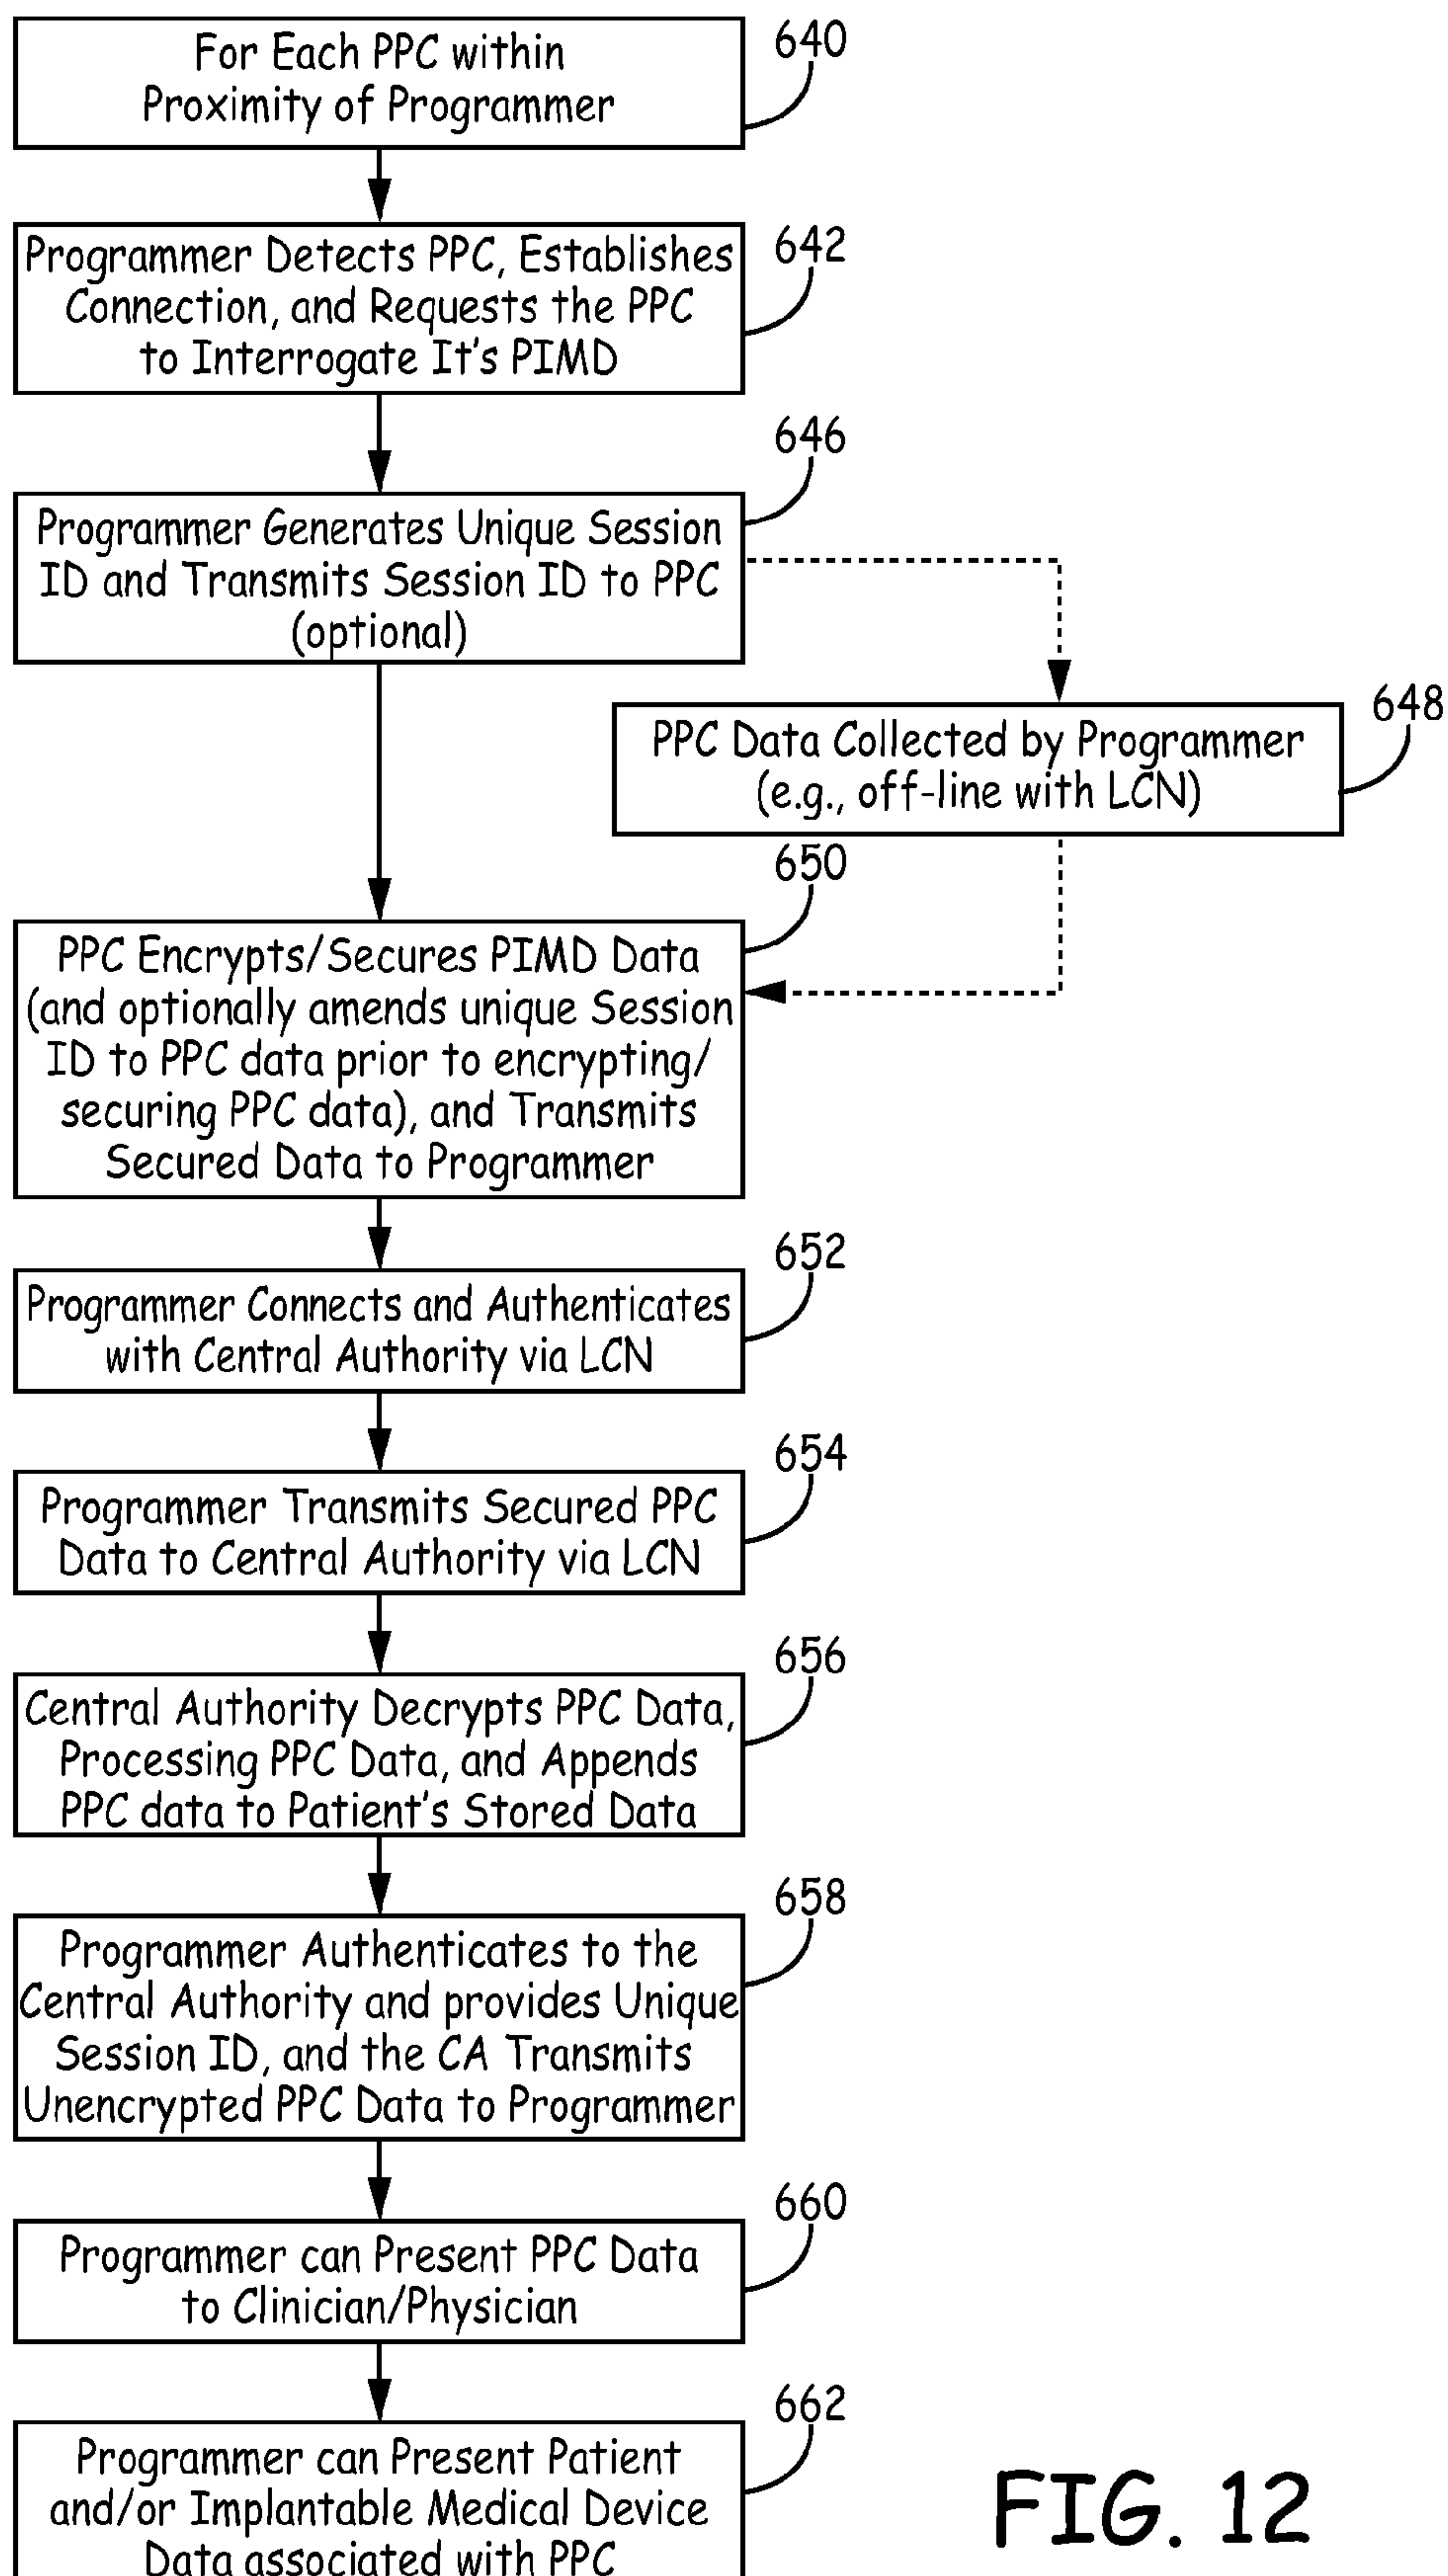 For Each PPC within
Proximity of Programmer
640
Programmer Detects PPC, Establishes
Connection, and Requests the PPC
to Interrogate It's PIMD
642
Programmer Generates Unique Session
ID and Transmits Session ID to PPC
(optional)
646
PPC Data Collected by Programmer
(e.g., off-line with LCN)
648
PPC Encrypts/Secures PIMD Data
(and optionally amends unique Session
ID to PPC data prior to encrypting/
securing PPC data), and Transmits
Secured Data to Programmer
650
Programmer Connects and Authenticates
with Central Authority via LCN
652
Programmer Transmits Secured PPC
Data to Central Authority via LCN
654
Central Authority Decrypts PPC Data,
Processing PPC Data, and Appends
PPC data to Patient's Stored Data
656
Programmer Authenticates to the
Central Authority and provides Unique
Session ID, and the CA Transmits
Unencrypted PPC Data to Programmer
658
Programmer can Present PPC Data
to Clinician/Physician
660
Programmer can Present Patient
and/or Implantable Medical Device
Data associated with PPC
662
FIG. 12